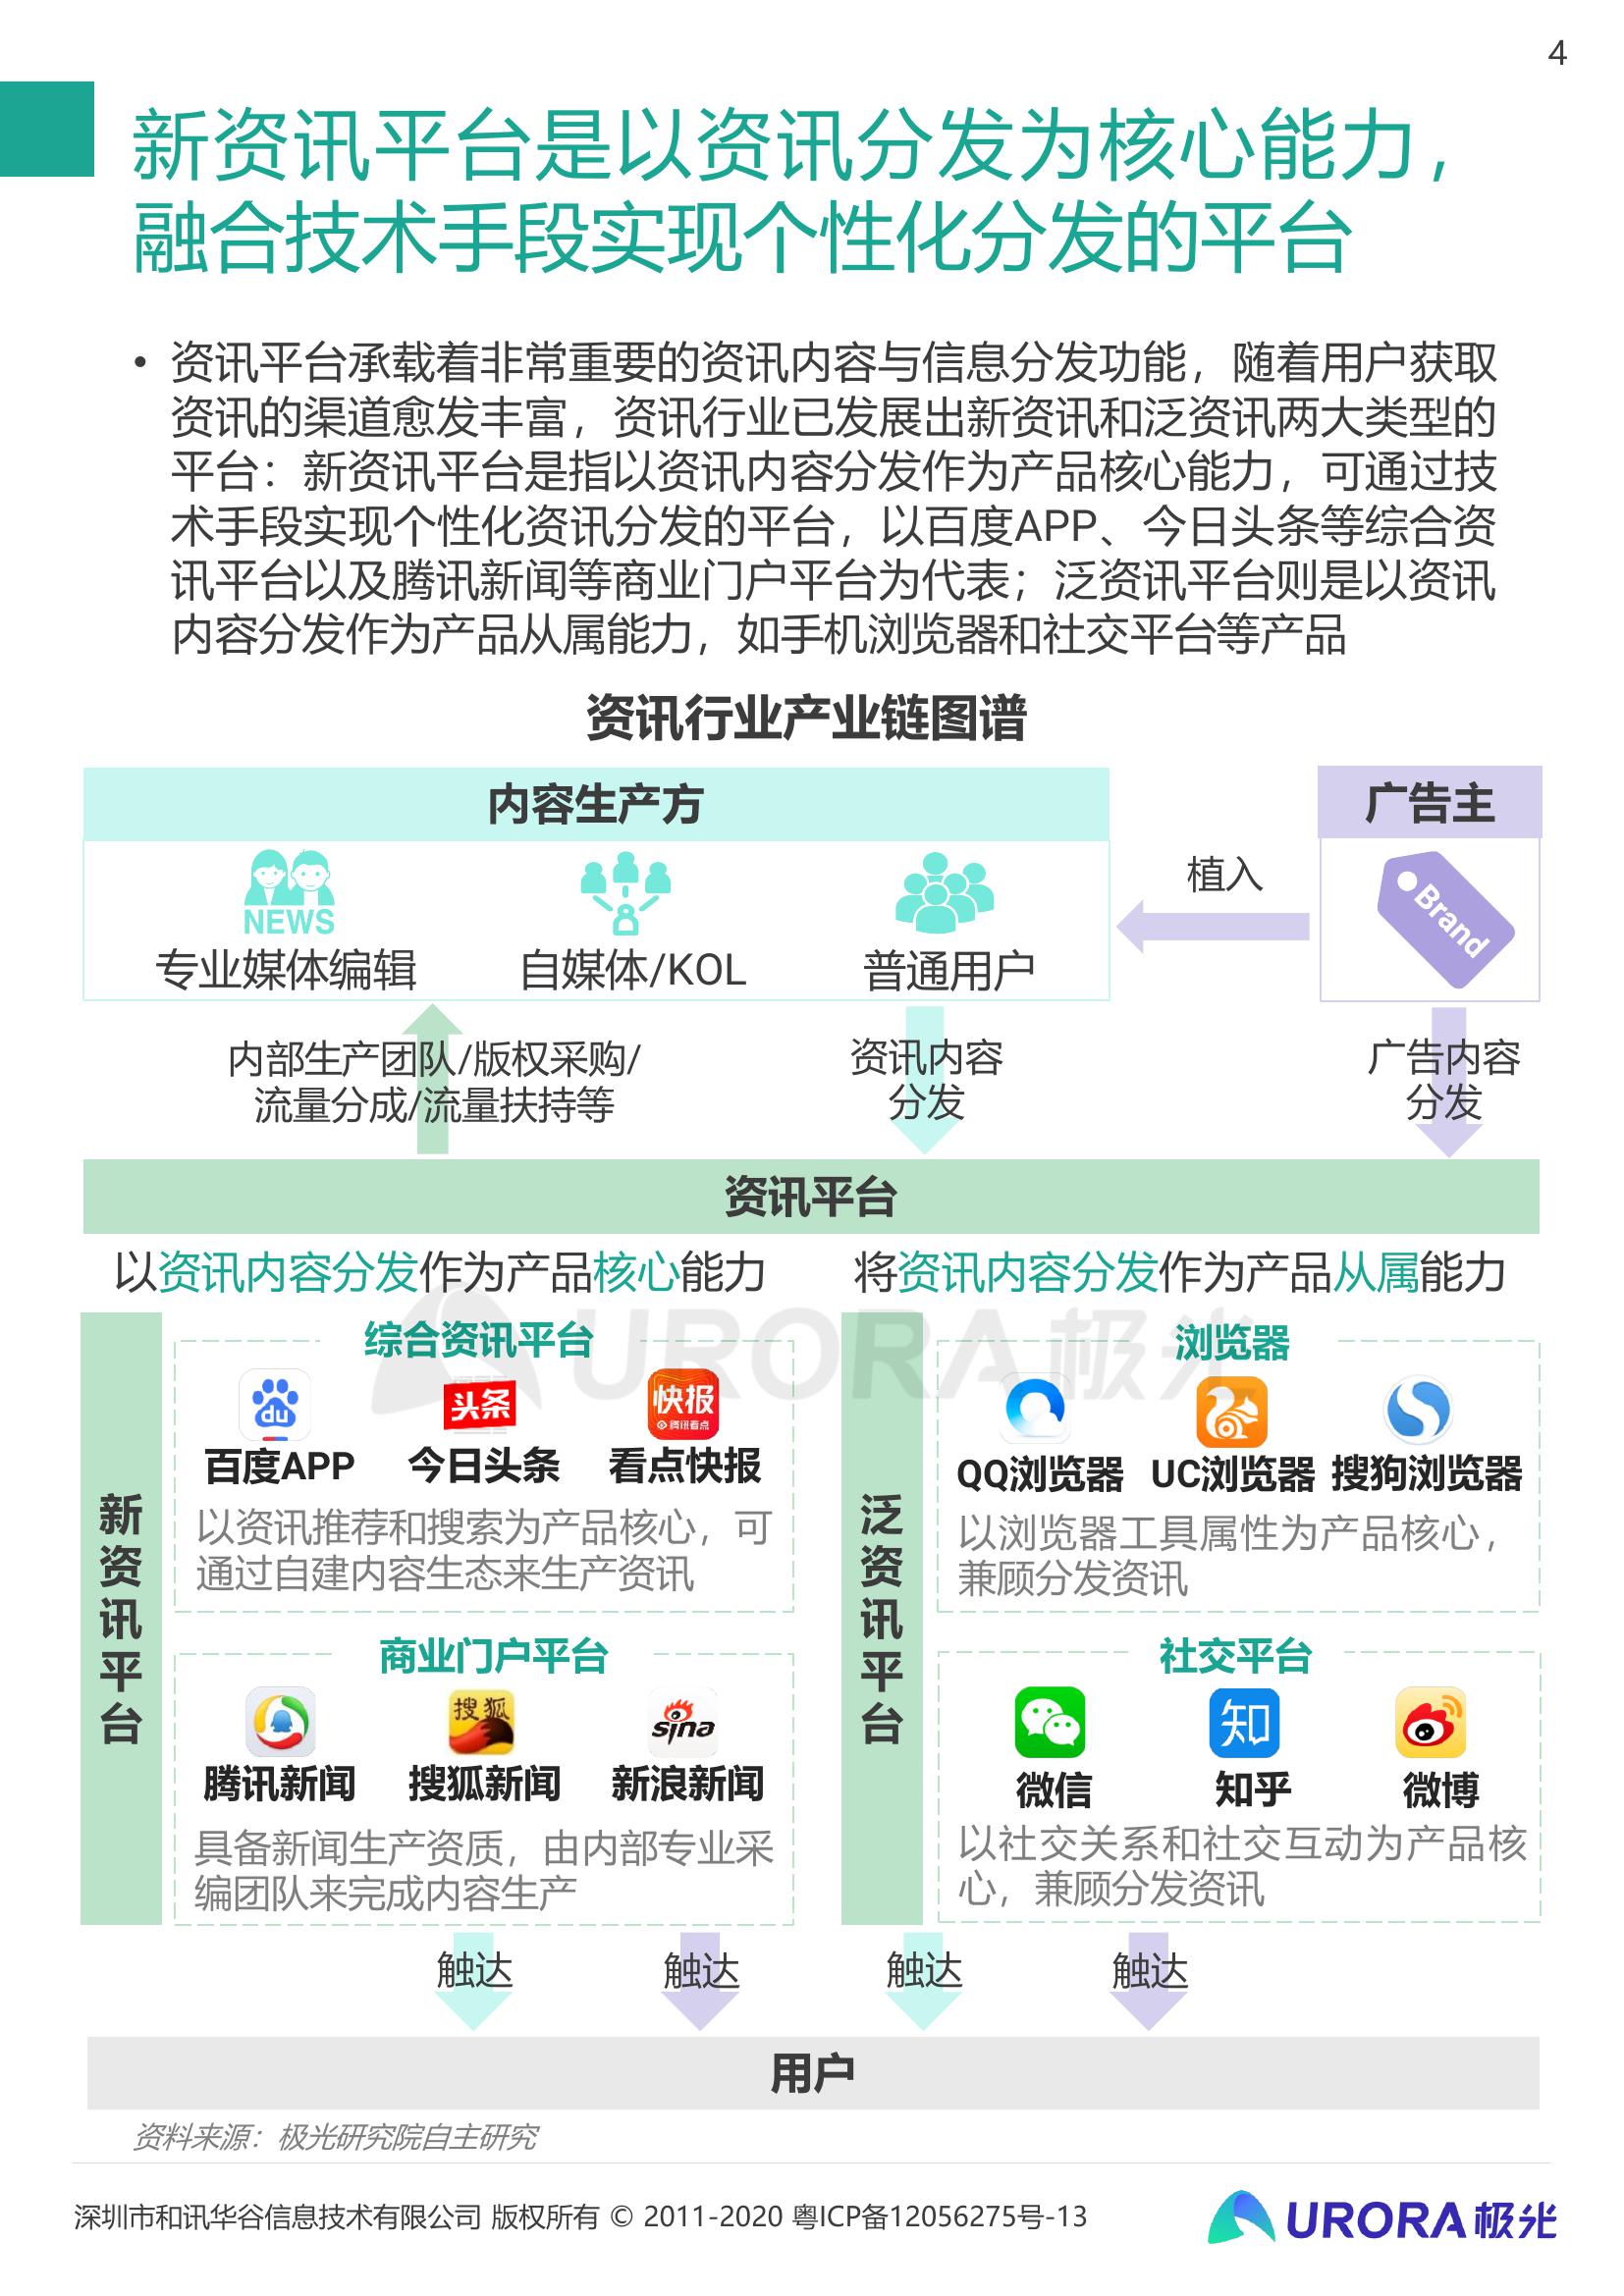 4
新资讯平台是以资讯分发为核心能力，
融合技术手段实现个性化分发的平台
• 资讯平台承载着非常重要的资讯内容与信息分发功能，随着用户获取
资讯的渠道愈发丰富，资讯行业已发展出新资讯和泛资讯两大类型的
平台：新资讯平台是指以资讯内容分发作为产品核心能力，可通过技
术手段实现个性化资讯分发的平台，以百度APP、今日头条等综合资
讯平台以及腾讯新闻等商业门户平台为代表；泛资讯平台则是以资讯
内容分发作为产品从属能力，如手机浏览器和社交平台等产品
资讯行业产业链图谱
内容生产方
广告主
NEWS
专业媒体编辑
自媒体/KOL
普通用户
植入
Brand
内部生产团队/版权采购/
流量分成/流量扶持等
资讯内容
分发
广告内容
分发
资讯平台
以资讯内容分发作为产品核心能力
将资讯内容分发作为产品从属能力
URORA极光
新资讯平台
综合资讯平台
du
头条
快报
腾讯看点
百度APP
今日头条
看点快报
以资讯推荐和搜索为产品核心，可
通过自建内容生态来生产资讯
商业门户平台
搜狐
sina
腾讯新闻
搜狐新闻
新浪新闻
具备新闻生产资质，由内部专业采
编团队来完成内容生产
泛资讯平台
浏览器
QQ浏览器
UC浏览器
搜狗浏览器
以浏览器工具属性为产品核心，
兼顾分发资讯
社交平台
知
微信
知乎
微博
以社交关系和社交互动为产品核
心，兼顾分发资讯
触达
触达
触达
触达
用户
资料来源：极光研究院自主研究
深圳市和讯华谷信息技术有限公司 版权所有 © 2011-2020 粤ICP备12056275号-13
URORA极光